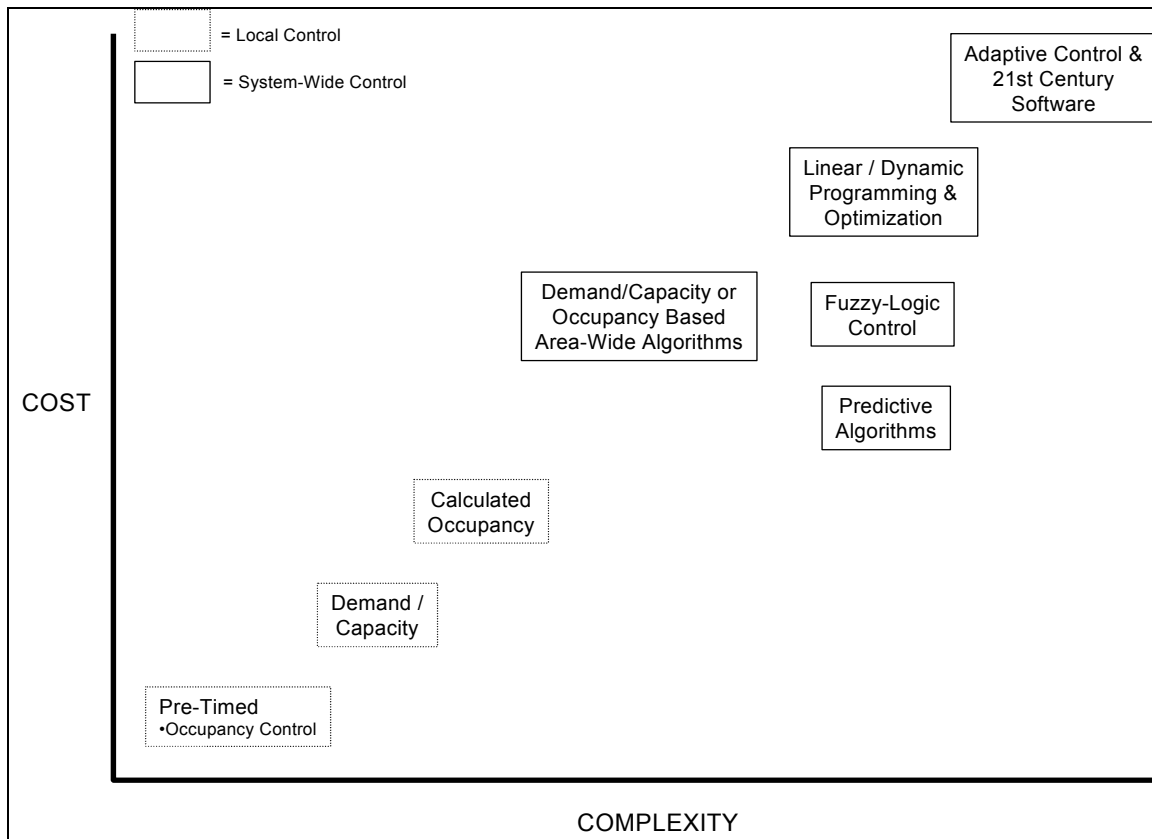 = Local Control
= System-Wide Control
Adaptive Control &
21st Century
Software
Linear / Dynamic
Programming &
Optimization
Demand/Capacity or
Occupancy Based
Area-Wide Algorithms
Fuzzy-Logic
Control
COST
Predictive
Algorithms
Calculated
Occupancy
Demand /
Capacity
Pre-Timed
•Occupancy Control
COMPLEXITY